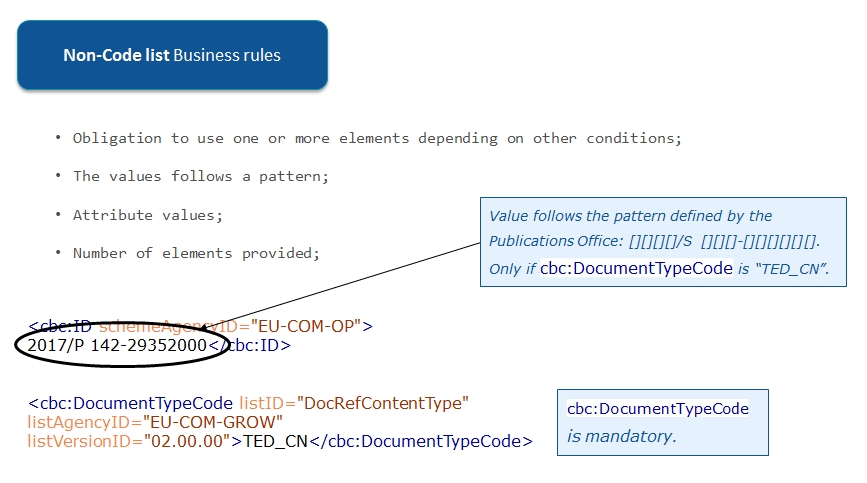 Non-Code list Business rules
• Obligation to use one or more elements depending on other conditions;
• The values follows a pattern;
• Attribute values;
• Number of elements provided;
Value follows the pattern defined by the
Publications Office: [][][][]/S [][][]-[][][][][][].
Only if cbc:DocumentTypeCode is “TED_CN”.
<cbc:ID schemeAgencyID="EU-COM-OP">
2017/P 142-29352000</cbc:ID>
<cbc:DocumentTypeCode listID="DocRefContentType"
listAgencyID="EU-COM-GROW"
listVersionID="02.00.00">TED_CN</cbc:DocumentTypeCode>
cbc:DocumentTypeCode
is mandatory.